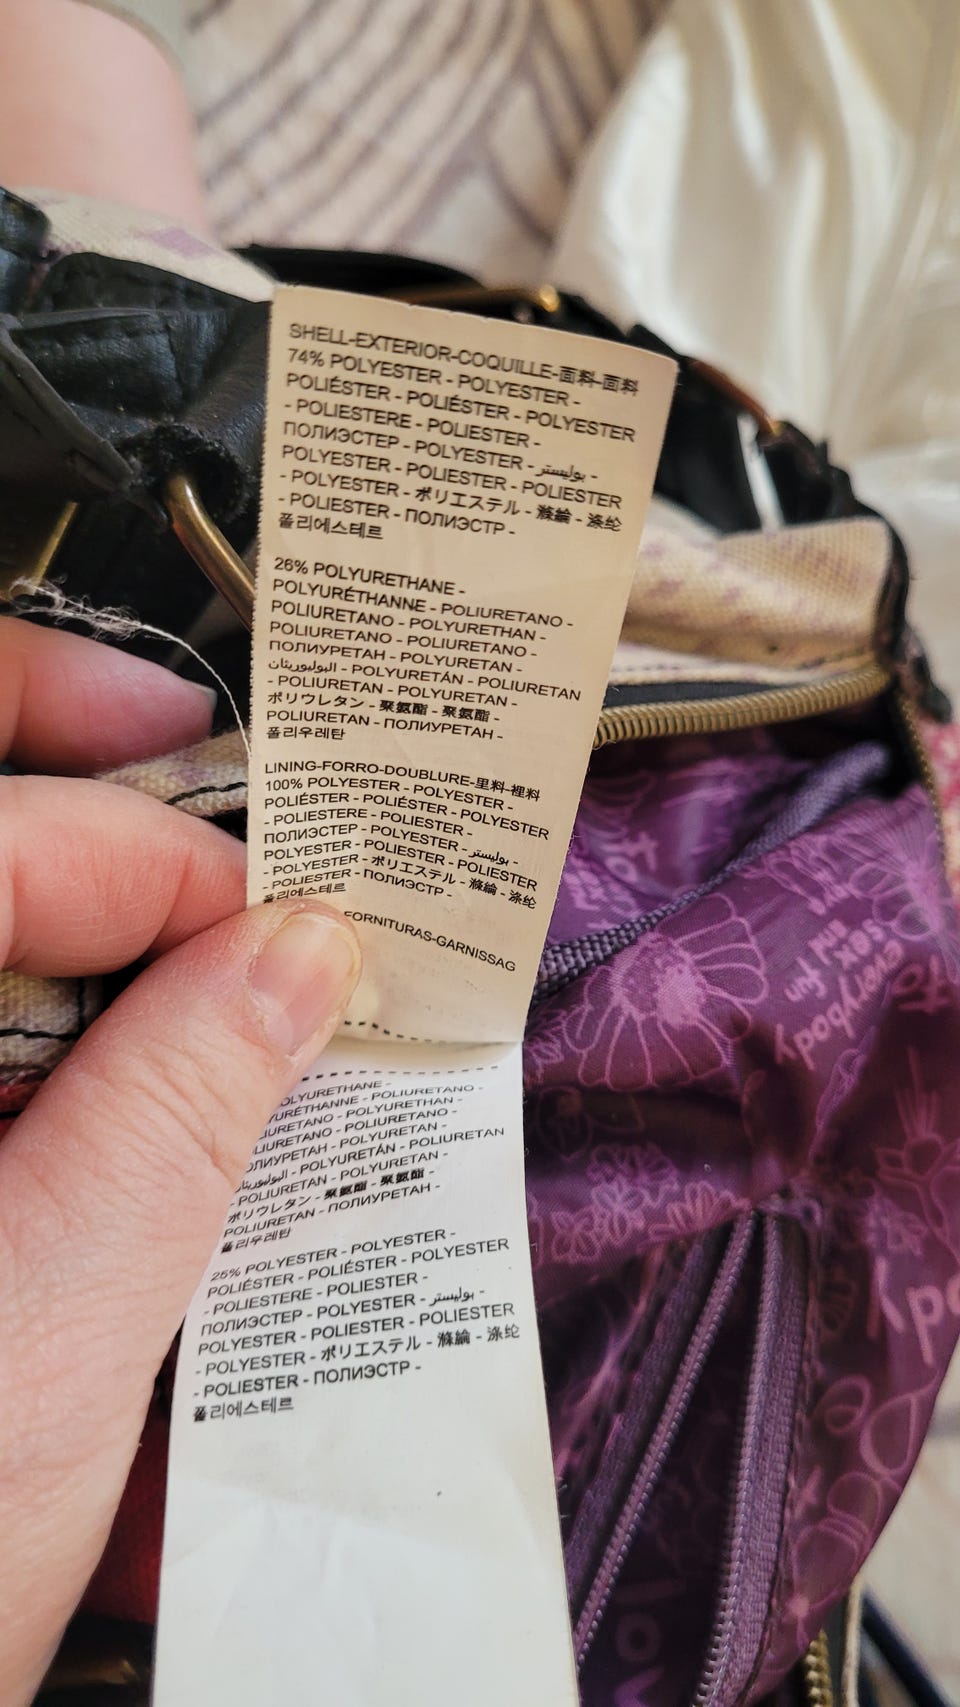 SHELL-EXTERIOR-COQUILLE-面料-面料
74% POLYESTER - POLYESTER -
POLIÉSTER - POLIÉSTER - POLYESTER
- POLIESTERE - POLIESTER -
ПОЛИЭСТЕР - POLYESTER - بوليستر -
POLYESTER - POLIESTER - POLIESTER
- POLYESTER - ポリエステル - 滌綸 - 涤纶
- POLIESTER - ПОЛИЭСТР -
폴리에스테르
26% POLYURETHANE -
POLYURÉTHANNE - POLIURETANO -
POLIURETANO - POLYURETHAN -
POLIURETANO - POLIURETANO -
ПОЛИУРЕТАН - POLYURETAN -
البوليوريثان - POLYURETÁN - POLIURETAN
- POLIURETAN - POLYURETAN -
ポリウレタン - 聚氨酯 - 聚氨酯 -
POLIURETAN - ПОЛИУРЕТАН -
폴리우레탄
LINING-FORRO-DOUBLURE-里料-裡料
100% POLYESTER - POLYESTER -
POLIÉSTER - POLIÉSTER - POLYESTER
- POLIESTERE - POLIESTER -
ПОЛИЭСТЕР - POLYESTER - بوليستر -
POLYESTER - POLIESTER - POLIESTER
- POLYESTER - ポリエステル - 滌綸 - 涤纶
- POLIESTER - ПОЛИЭСТР -
폴리에스테르
FORNITURAS-GARNISSAG
OLYURETHANE -
YURÉTHANNE - POLIURETANO -
LIURETANO - POLYURETHAN -
LIURETANO - POLIURETANO -
ОЛИУРЕТАН - POLYURETAN -
البوليوريثان - POLYURETÁN - POLIURETAN
- POLIURETAN - POLYURETAN -
ポリウレタン - 聚氨酯 - 聚氨酯 -
POLIURETAN - ПОЛИУРЕТАН -
폴리우레탄
25% POLYESTER - POLYESTER -
POLIÉSTER - POLIÉSTER - POLYESTER
- POLIESTERE - POLIESTER -
ПОЛИЭСТЕР - POLYESTER - بوليستر -
POLYESTER - POLIESTER - POLIESTER
- POLYESTER - ポリエステル - 滌綸 - 涤纶
- POLIESTER - ПОЛИЭСТР -
폴리에스테르
everybody
sex
and fun